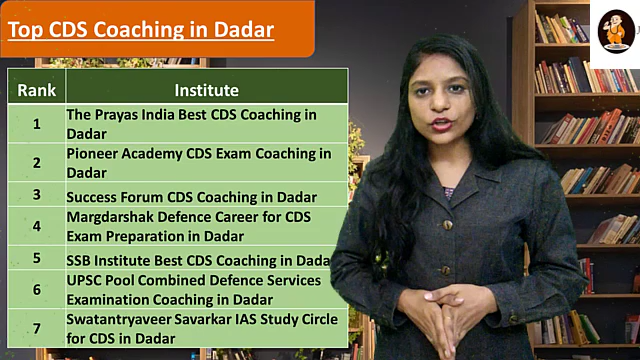 Top CDS Coaching in Dadar
Rank Institute
1 The Prayas India Best CDS Coaching in
Dadar
2 Pioneer Academy CDS Exam Coaching in
Dadar
3 Success Forum CDS Coaching in Dadar
4 Margdarshak Defence Career for CDS
Exam Preparation in Dadar
5 SSB Institute Best CDS Coaching in Dada
6 UPSC Pool Combined Defence Services
Examination Coaching in Dadar
7 Swatantryaveer Savarkar IAS Study Circle
for CDS in Dadar